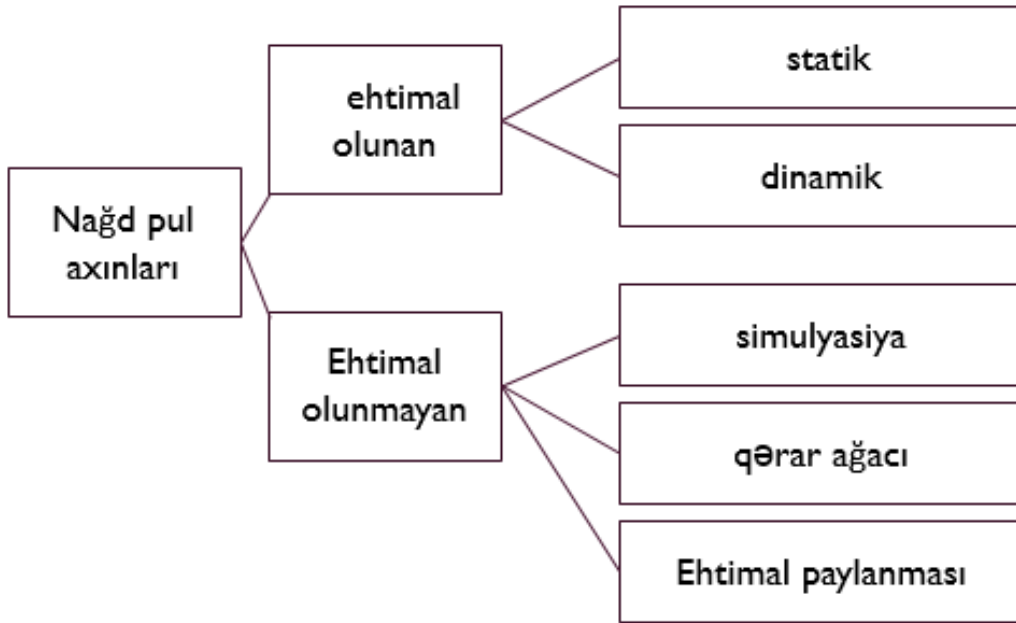 Nağd pul
axınları
ehtimal
olunan
statik
dinamik
Ehtimal
olunmayan
simulyasiya
qərar ağacı
Ehtimal paylanması